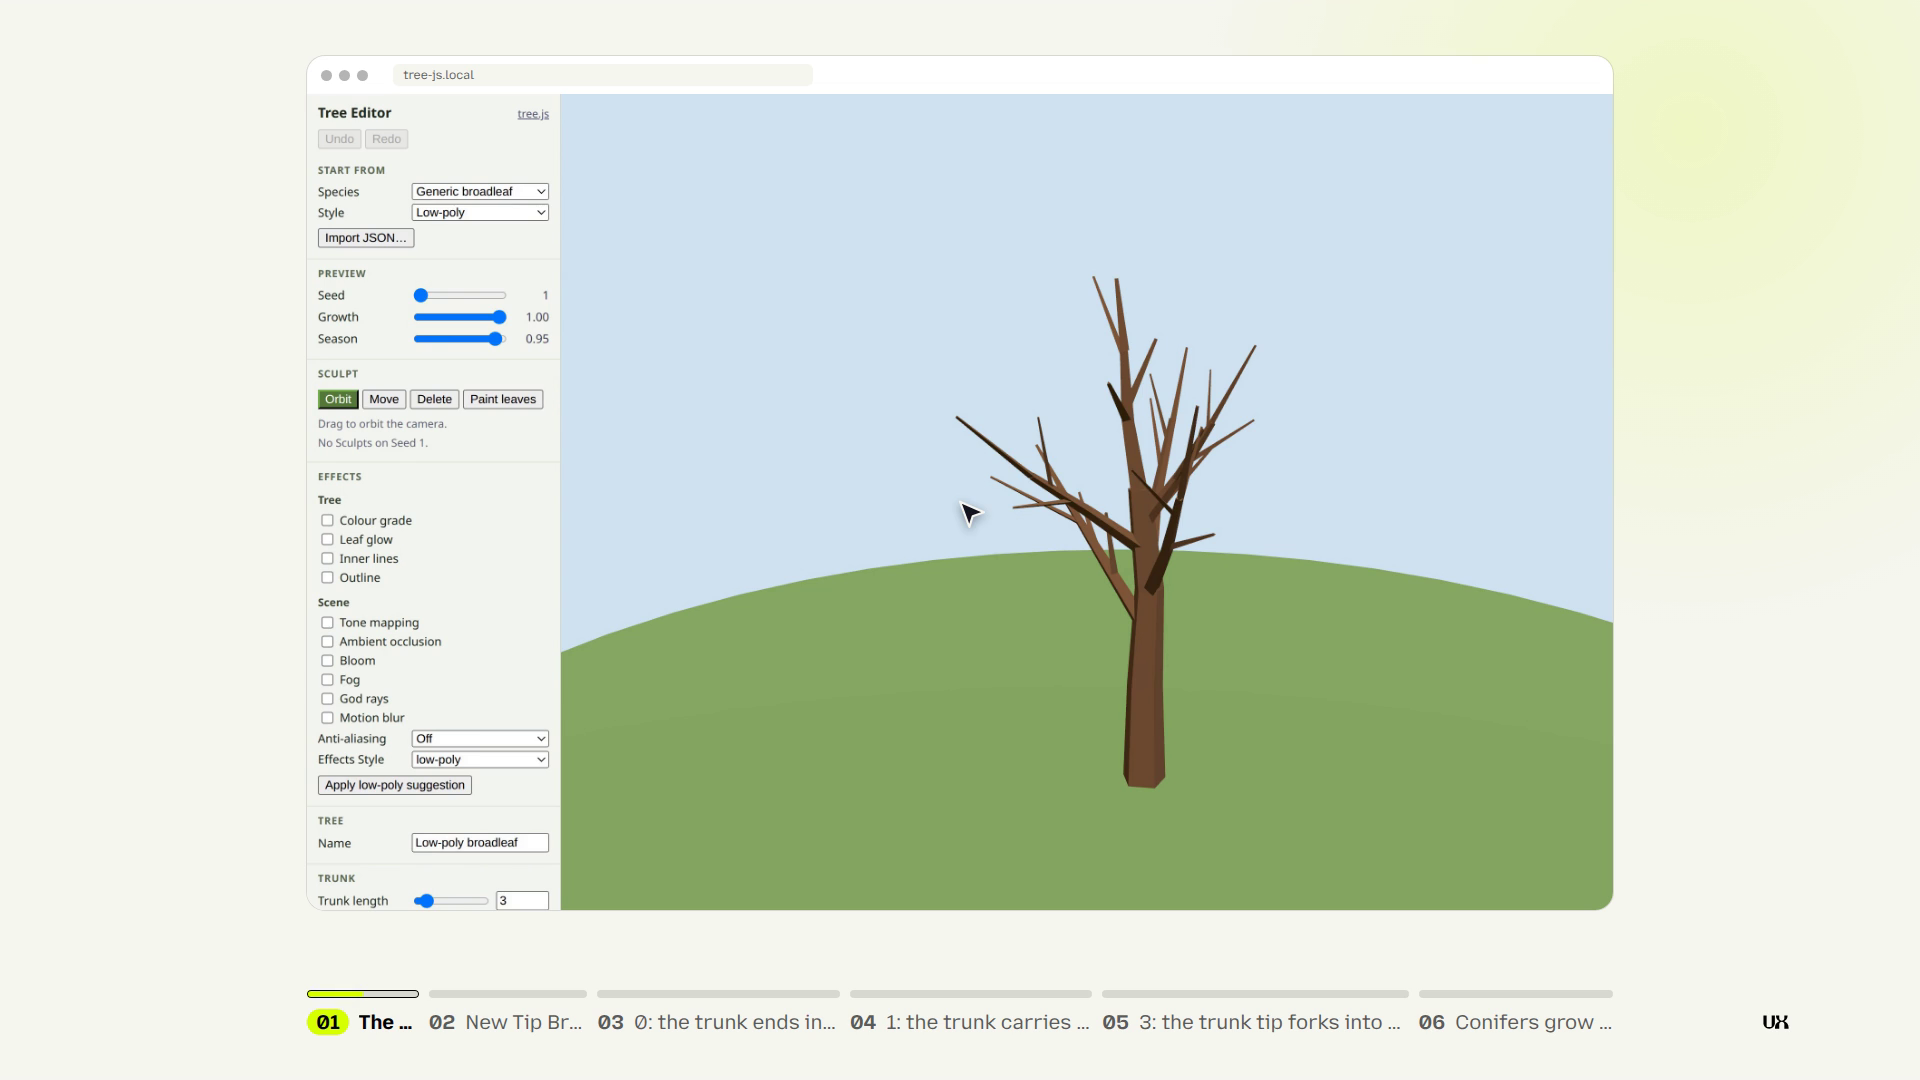 tree-js.local
Tree Editor
tree.js
Undo Redo
START FROM
Species Generic broadleaf
Style Low-poly
Import JSON...
PREVIEW
Seed 1
Growth 1.00
Season 0.95
SCULPT
Orbit Move Delete Paint leaves
Drag to orbit the camera.
No Sculpts on Seed 1.
EFFECTS
Tree
Colour grade
Leaf glow
Inner lines
Outline
Scene
Tone mapping
Ambient occlusion
Bloom
Fog
God rays
Motion blur
Anti-aliasing Off
Effects Style low-poly
Apply low-poly suggestion
TREE
Name Low-poly broadleaf
TRUNK
Trunk length 3
01 The ...
02 New Tip Br...
03 0: the trunk ends in...
04 1: the trunk carries ...
05 3: the trunk tip forks into ...
06 Conifers grow ...
UX